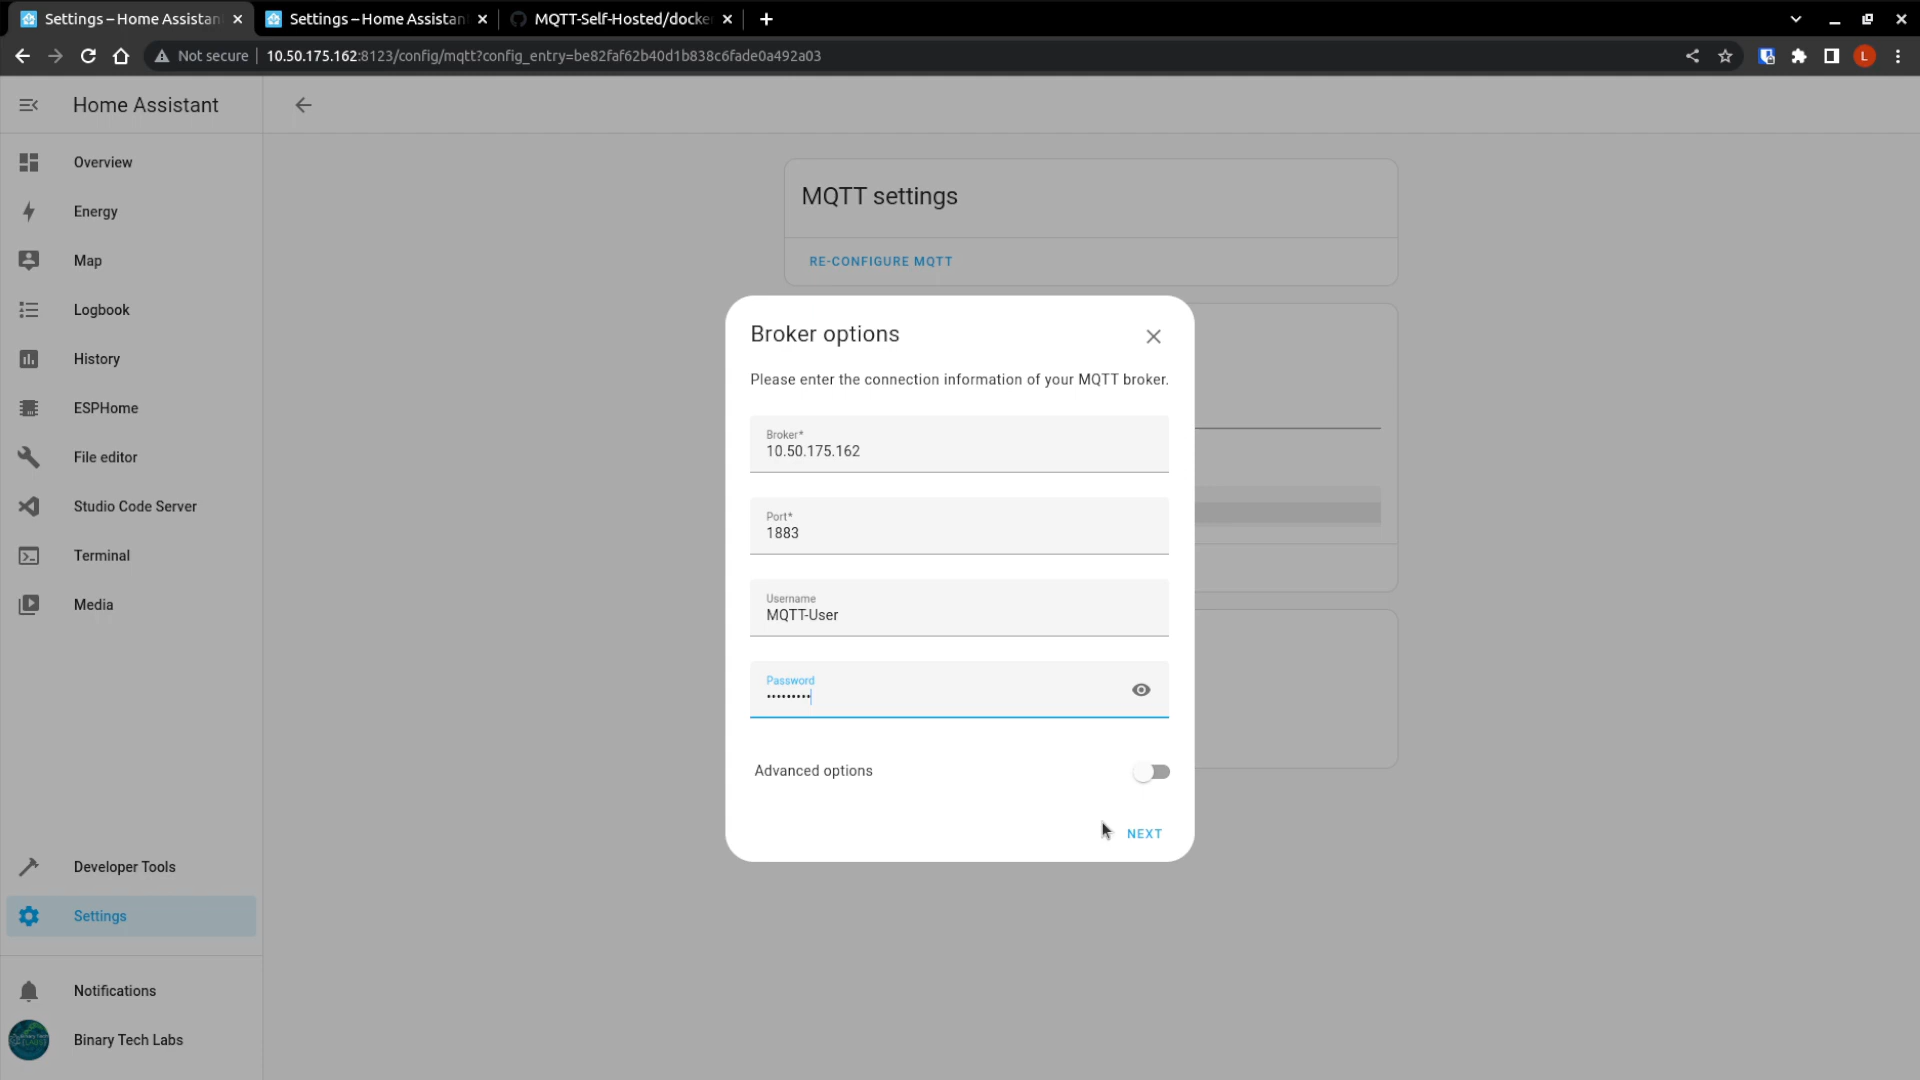 Settings – Home Assistan
Settings – Home Assistan
MQTT-Self-Hosted/docke
Not secure
10.50.175.162:8123/config/mqtt?config_entry=be82faf62b40d1b838c6fade0a492a03
L
Home Assistant
Overview
Energy
Map
Logbook
History
ESPHome
File editor
Studio Code Server
Terminal
Media
Developer Tools
Settings
Notifications
Binary Tech Labs
MQTT settings
RE-CONFIGURE MQTT
Broker options
Please enter the connection information of your MQTT broker.
Broker*
10.50.175.162
Port*
1883
Username
MQTT-User
Password
•••••••••
Advanced options
NEXT